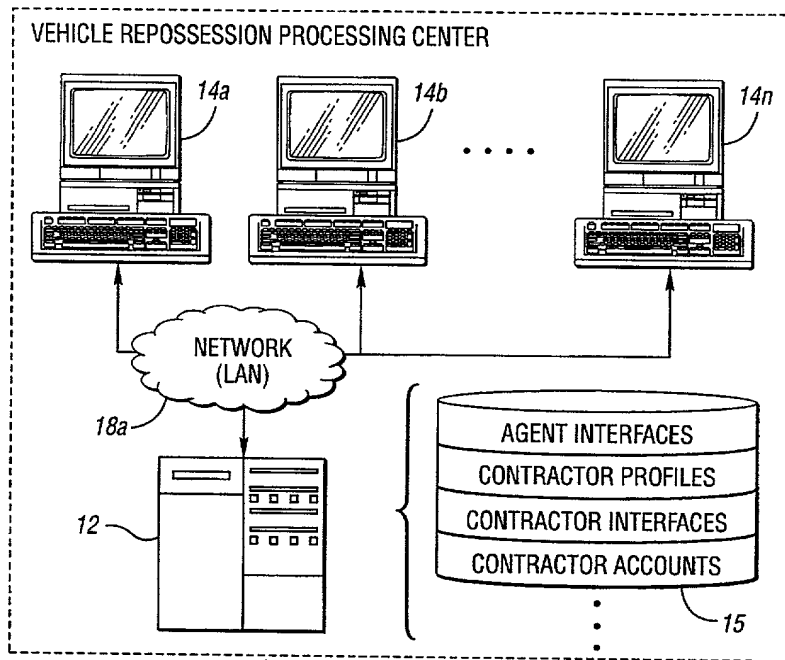 VEHICLE REPOSSESSION PROCESSING CENTER
14a
14b
14n
NETWORK
(LAN)
18a
12
AGENT INTERFACES
CONTRACTOR PROFILES
CONTRACTOR INTERFACES
CONTRACTOR ACCOUNTS
15